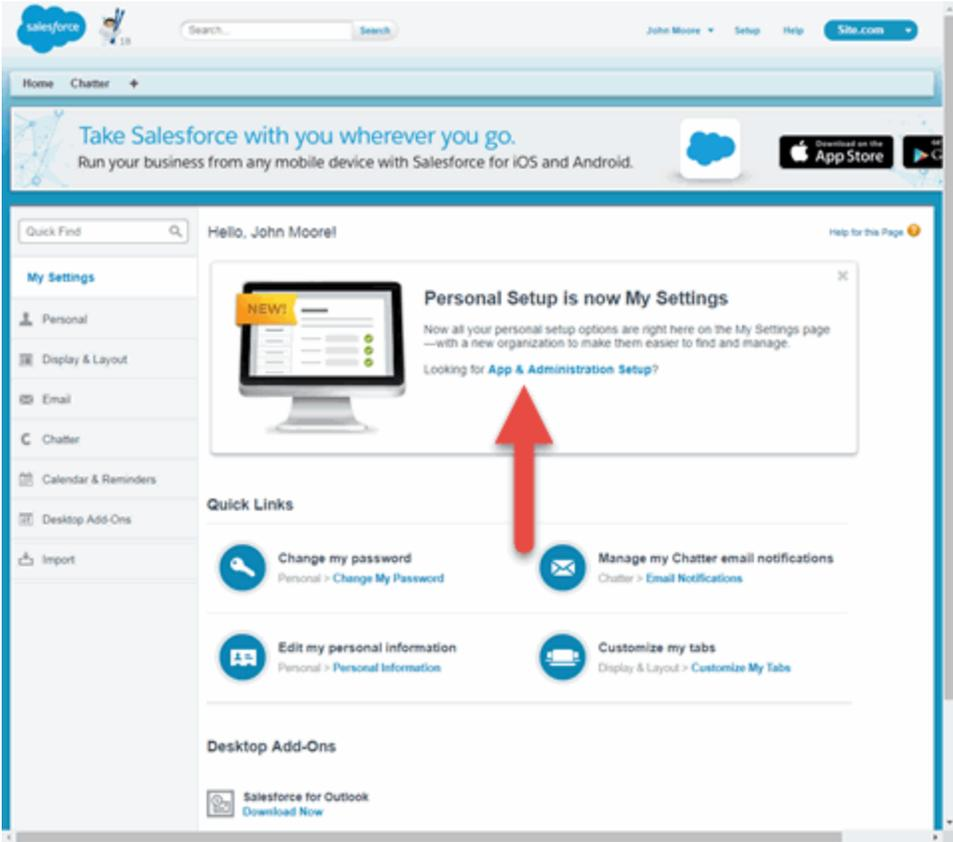 salesforce
18
Search...
Search
John Moore
Setup
Help
Site.com
Home
Chatter
+
Take Salesforce with you wherever you go.
Run your business from any mobile device with Salesforce for iOS and Android.
Download on the
App Store
G
Quick Find
Hello, John Moore!
Help for this Page
?
My Settings
Personal
Display & Layout
Email
Chatter
Calendar & Reminders
Desktop Add-Ons
Import
NEW!
Personal Setup is now My Settings
Now all your personal setup options are right here on the My Settings page
—with a new organization to make them easier to find and manage.
Looking for App & Administration Setup?
Quick Links
Change my password
Personal > Change My Password
Manage my Chatter email notifications
Chatter > Email Notifications
Edit my personal information
Personal > Personal Information
Customize my tabs
Display & Layout > Customize My Tabs
Desktop Add-Ons
Salesforce for Outlook
Download Now